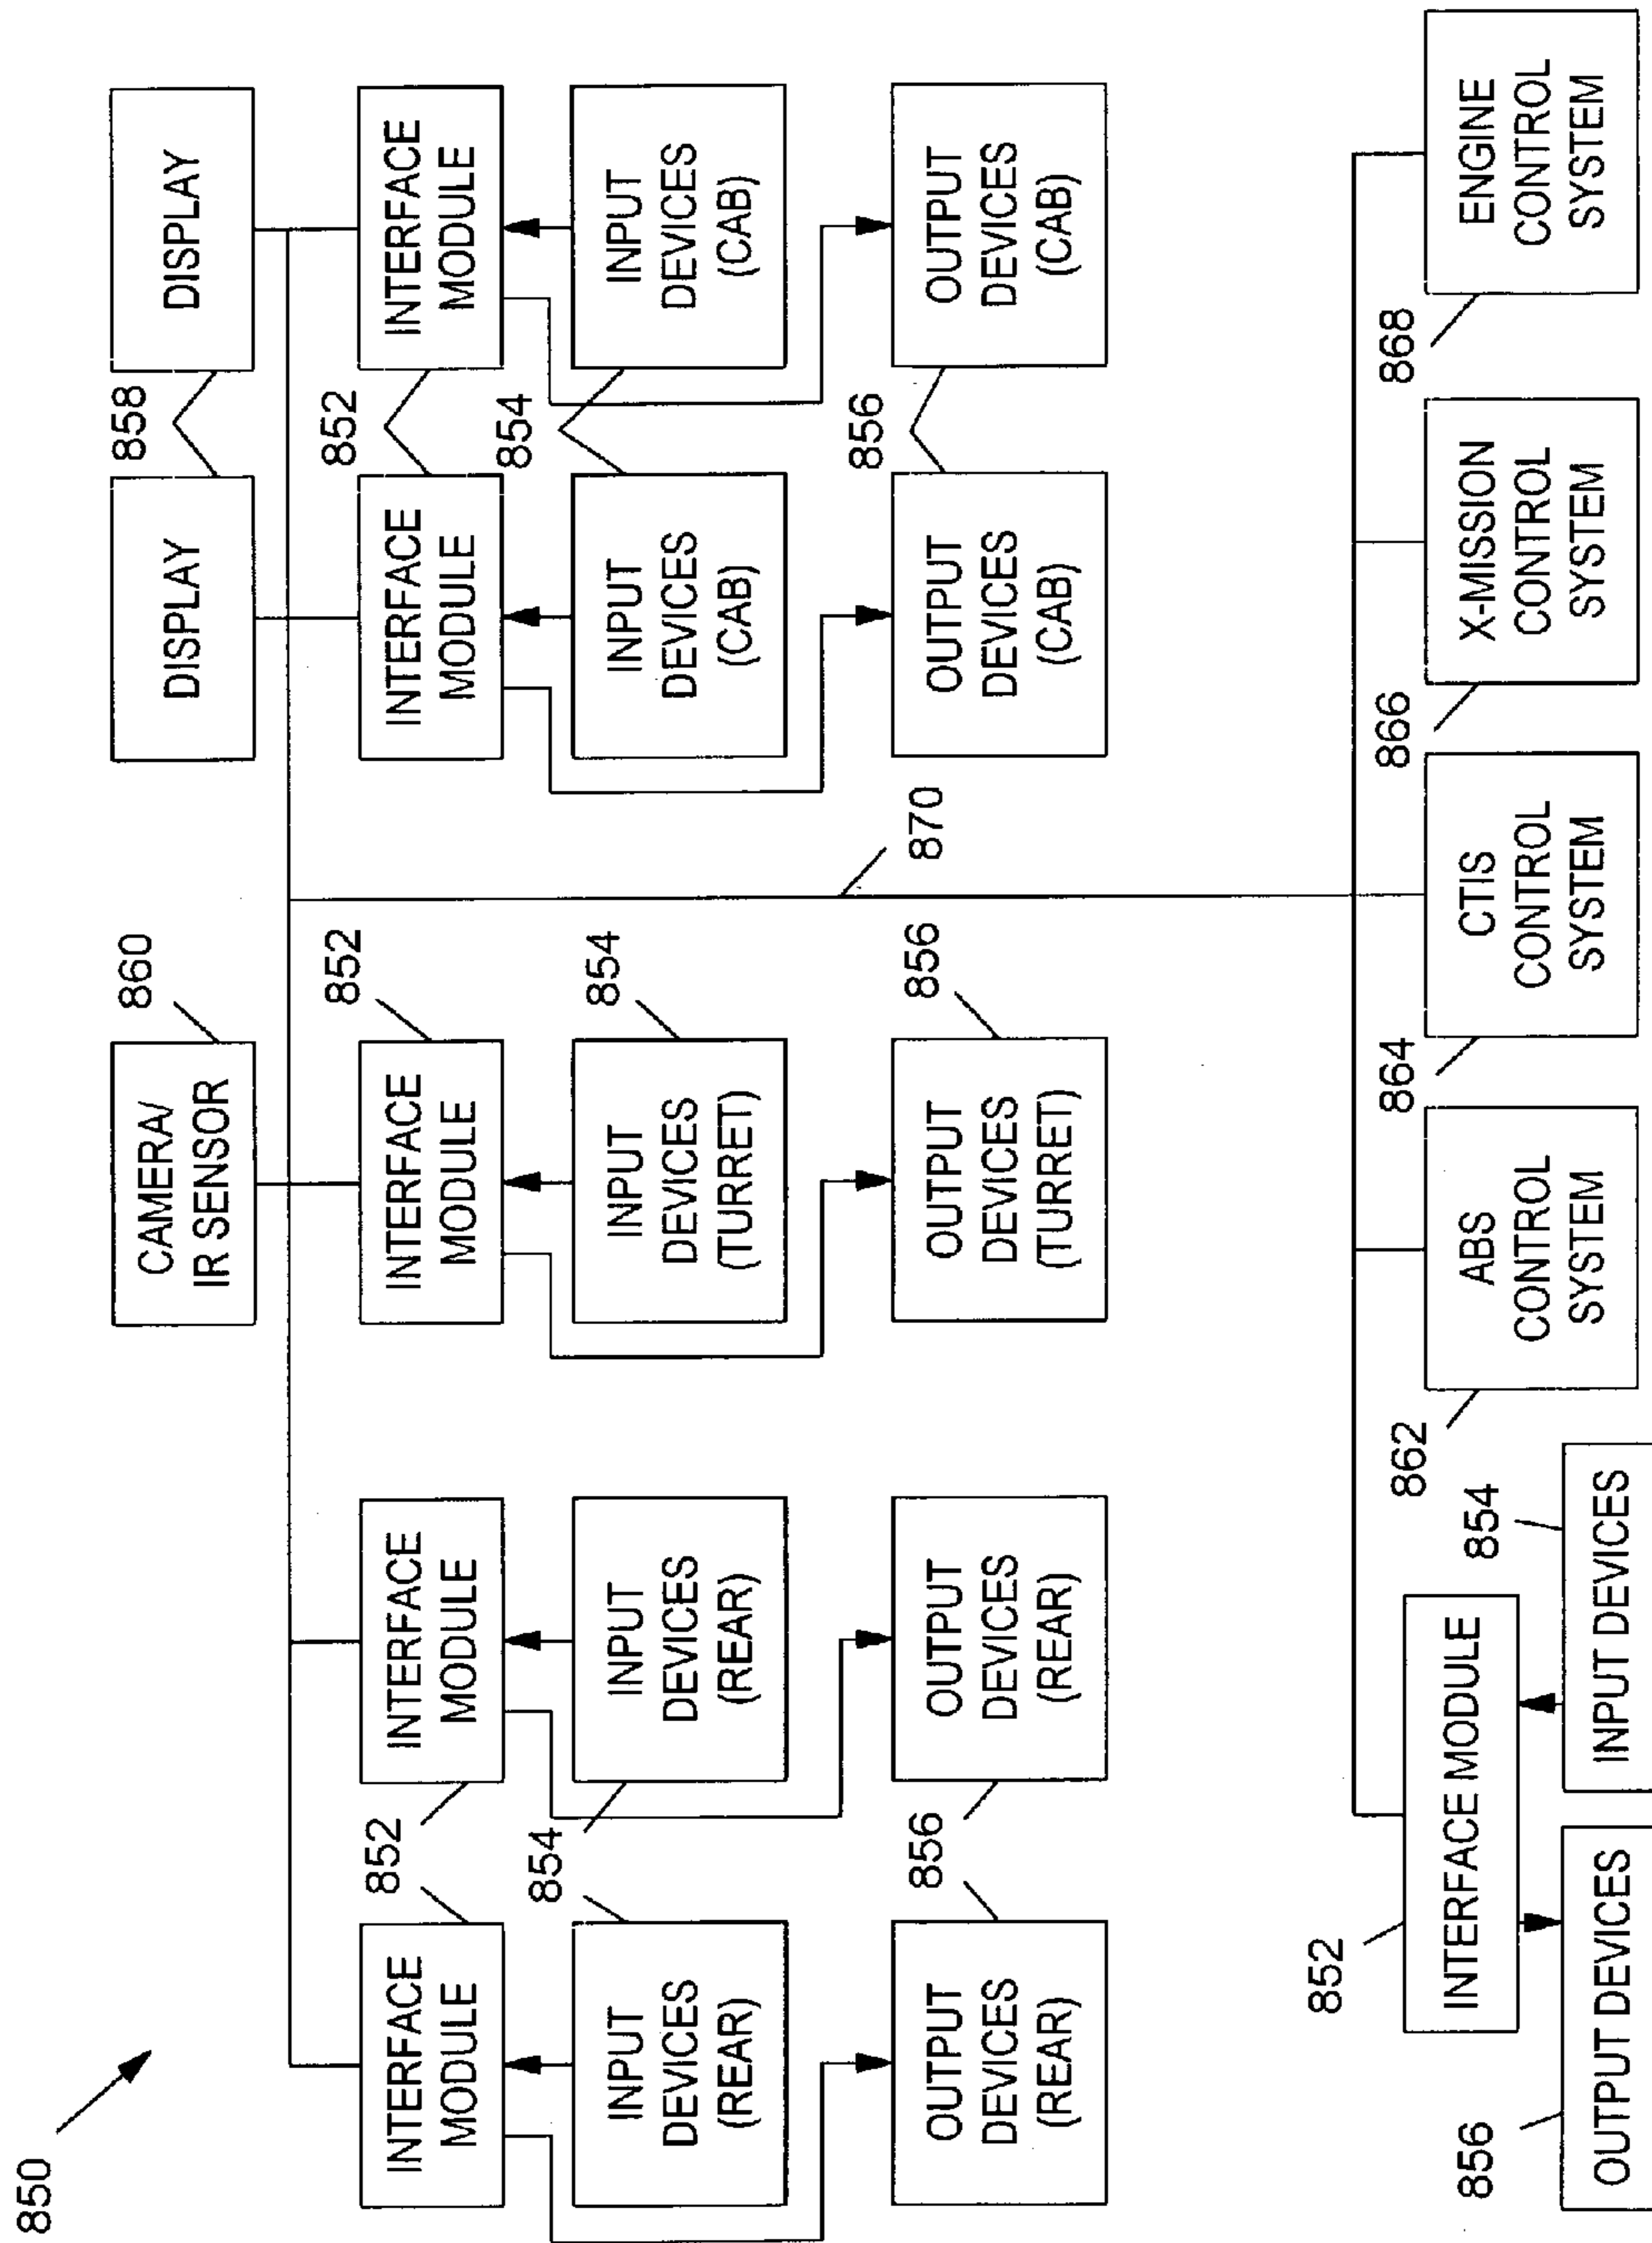 850
CAMERA/
IR SENSOR
860
DISPLAY
858
DISPLAY
INTERFACE
MODULE
852
INTERFACE
MODULE
INTERFACE
MODULE
852
INTERFACE
MODULE
852
INTERFACE
MODULE
INPUT
DEVICES
(REAR)
854
INPUT
DEVICES
(REAR)
INPUT
DEVICES
(TURRET)
854
INPUT
DEVICES
(CAB)
854
INPUT
DEVICES
(CAB)
OUTPUT
DEVICES
(REAR)
856
OUTPUT
DEVICES
(REAR)
OUTPUT
DEVICES
(TURRET)
856
OUTPUT
DEVICES
(CAB)
856
OUTPUT
DEVICES
(CAB)
870
852
INTERFACE MODULE
856
OUTPUT DEVICES
854
INPUT DEVICES
862
ABS
CONTROL
SYSTEM
864
CTIS
CONTROL
SYSTEM
866
X-MISSION
CONTROL
SYSTEM
868
ENGINE
CONTROL
SYSTEM